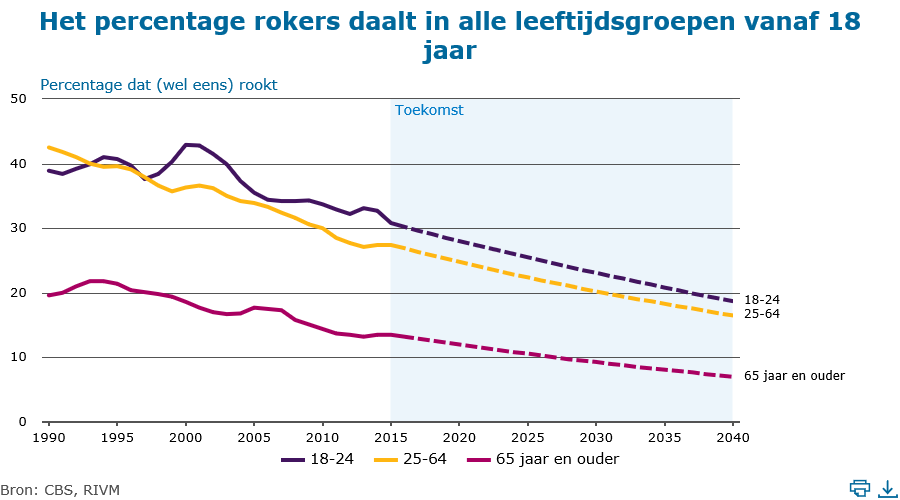 Het percentage rokers daalt in alle leeftijdsgroepen vanaf 18
jaar
Percentage dat (wel eens) rookt
50
Toekomst
40
30
20
18-24
25-64
10
65 jaar en ouder
0
1990 1995 2000 2005 2010 2015 2020 2025 2030 2035 2040
18-24 25-64 65 jaar en ouder
Bron: CBS, RIVM